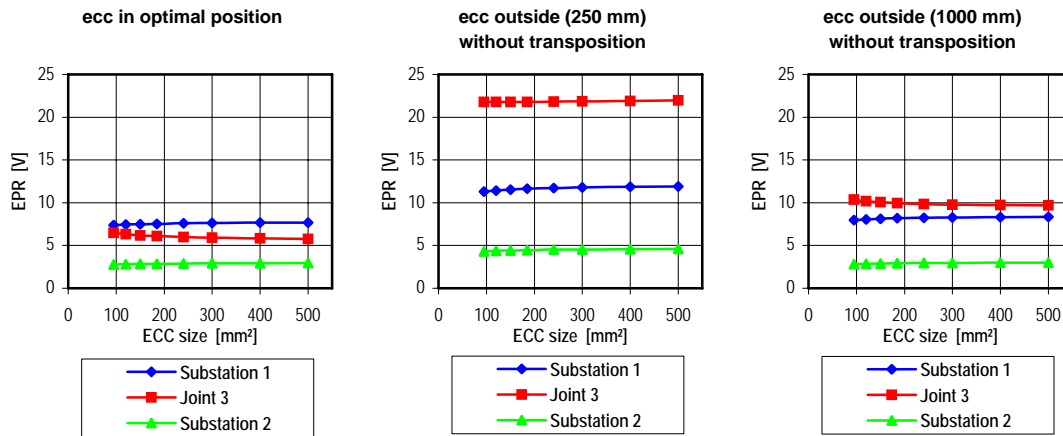 ecc in optimal position
25
20
15
10
5
0
EPR [V]
0 100 200 300 400 500
ECC size [mm²]
Substation 1
Joint 3
Substation 2
ecc outside (250 mm)
without transposition
25
20
15
10
5
0
EPR [V]
0 100 200 300 400 500
ECC size [mm²]
Substation 1
Joint 3
Substation 2
ecc outside (1000 mm)
without transposition
25
20
15
10
5
0
EPR [V]
0 100 200 300 400 500
ECC size [mm²]
Substation 1
Joint 3
Substation 2